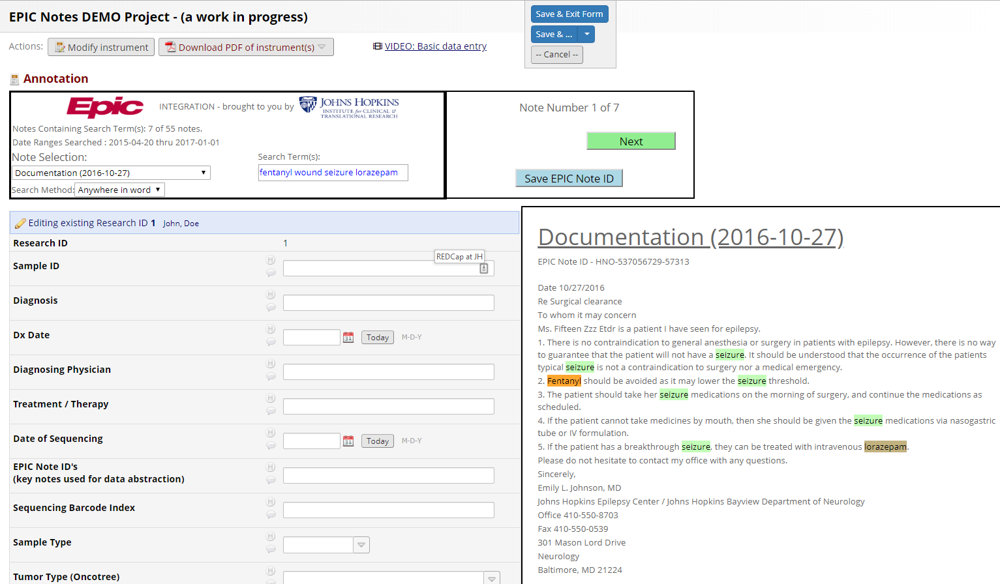 EPIC Notes DEMO Project - (a work in progress)
Save & Exit Form
Save & ...
-- Cancel --
Actions: Modify instrument Download PDF of instrument(s) VIDEO: Basic data entry
Annotation
Epic INTEGRATION - brought to you by JOHNS HOPKINS
INSTITUTE for CLINICAL &
TRANSLATIONAL RESEARCH
Notes Containing Search Term(s): 7 of 55 notes.
Date Ranges Searched : 2015-04-20 thru 2017-01-01
Note Selection:
Documentation (2016-10-27)
Search Term(s):
fentanyl wound seizure lorazepam
Search Method: Anywhere in word
Note Number 1 of 7
Next
Save EPIC Note ID
Editing existing Research ID 1 John, Doe
Research ID 1
REDCap at JH
Sample ID
H
Diagnosis
H
Dx Date
H
31
Today M-D-Y
Diagnosing Physician
H
Treatment / Therapy
H
Date of Sequencing
H
31
Today M-D-Y
EPIC Note ID's
(key notes used for data abstraction)
H
Sequencing Barcode Index
H
Sample Type
H
Tumor Type (Oncotree)
H
Documentation (2016-10-27)
EPIC Note ID - HNO-537056729-57313
Date 10/27/2016
Re Surgical clearance
To whom it may concern
Ms. Fifteen Zzz Etdr is a patient I have seen for epilepsy.
1. There is no contraindication to general anesthesia or surgery in patients with epilepsy. However, there is no way
to guarantee that the patient will not have a seizure. It should be understood that the occurrence of the patients
typical seizure is not a contraindication to surgery nor a medical emergency.
2. Fentanyl should be avoided as it may lower the seizure threshold.
3. The patient should take her seizure medications on the morning of surgery, and continue the medications as
scheduled.
4. If the patient cannot take medicines by mouth, then she should be given the seizure medications via nasogastric
tube or IV formulation.
5. If the patient has a breakthrough seizure, they can be treated with intravenous lorazepam.
Please do not hesitate to contact my office with any questions.
Sincerely,
Emily L. Johnson, MD
Johns Hopkins Epilepsy Center / Johns Hopkins Bayview Department of Neurology
Office 410-550-8703
Fax 410-550-0539
301 Mason Lord Drive
Neurology
Baltimore, MD 21224